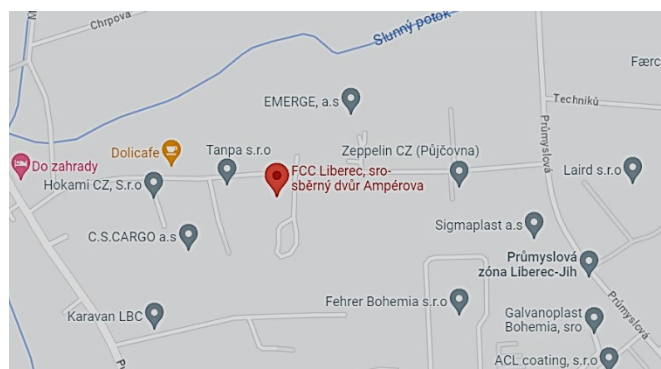 Chrpova
Slunný potok
Færc
EMERGE, a.s
Techniků
Průmyslová
Dolicafe
Tanpa s.r.o
Zeppelin CZ (Půjčovna)
Do zahrady
Hokami CZ, S.r.o
FCC Liberec, sro-
sběrný dvůr Ampérova
Laird s.r.o
C.S.CARGO a.s
Sigmaplast a.s
Průmyslová
zóna Liberec-Jih
Karavan LBC
Fehrer Bohemia s.r.o
Průmyslová
Galvanoplast
Bohemia, sro
ACL coating, s.r.o